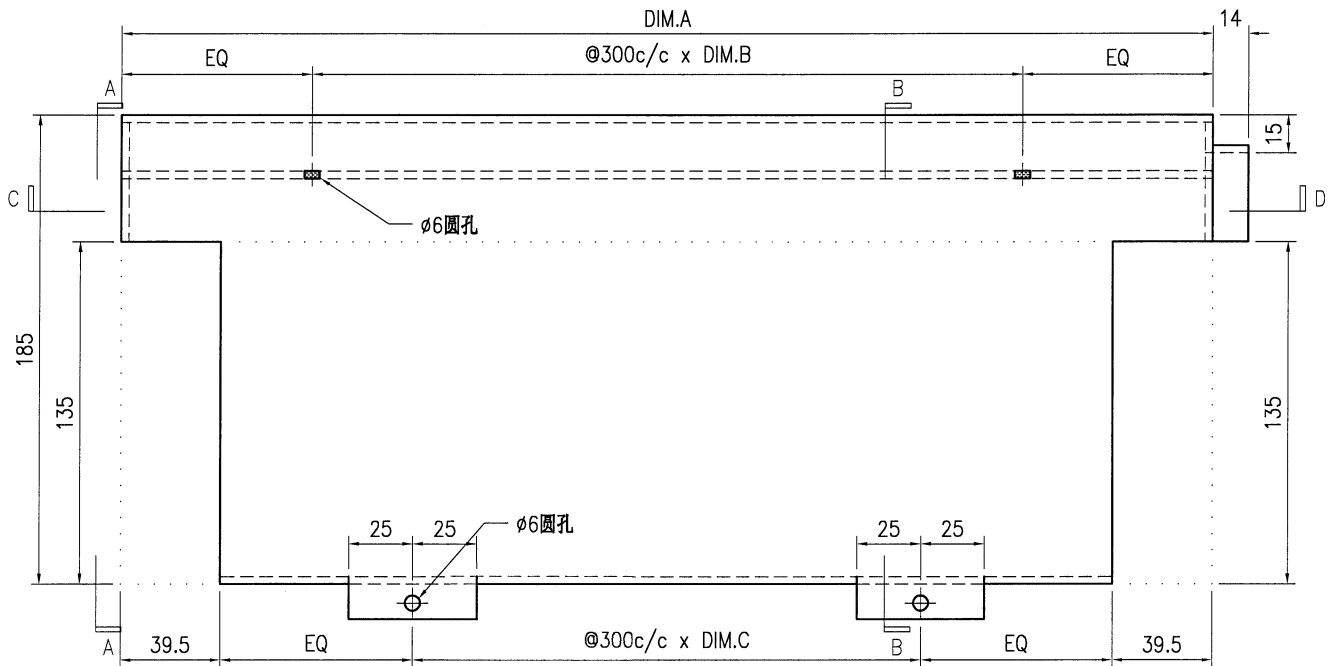 DIM.A
14
EQ
@300c/c x DIM.B
EQ
A
B
15
C
D
ø6圆孔
185
135
135
25
25
ø6圆孔
25
25
A
39.5
EQ
@300c/c x DIM.C
B
EQ
39.5